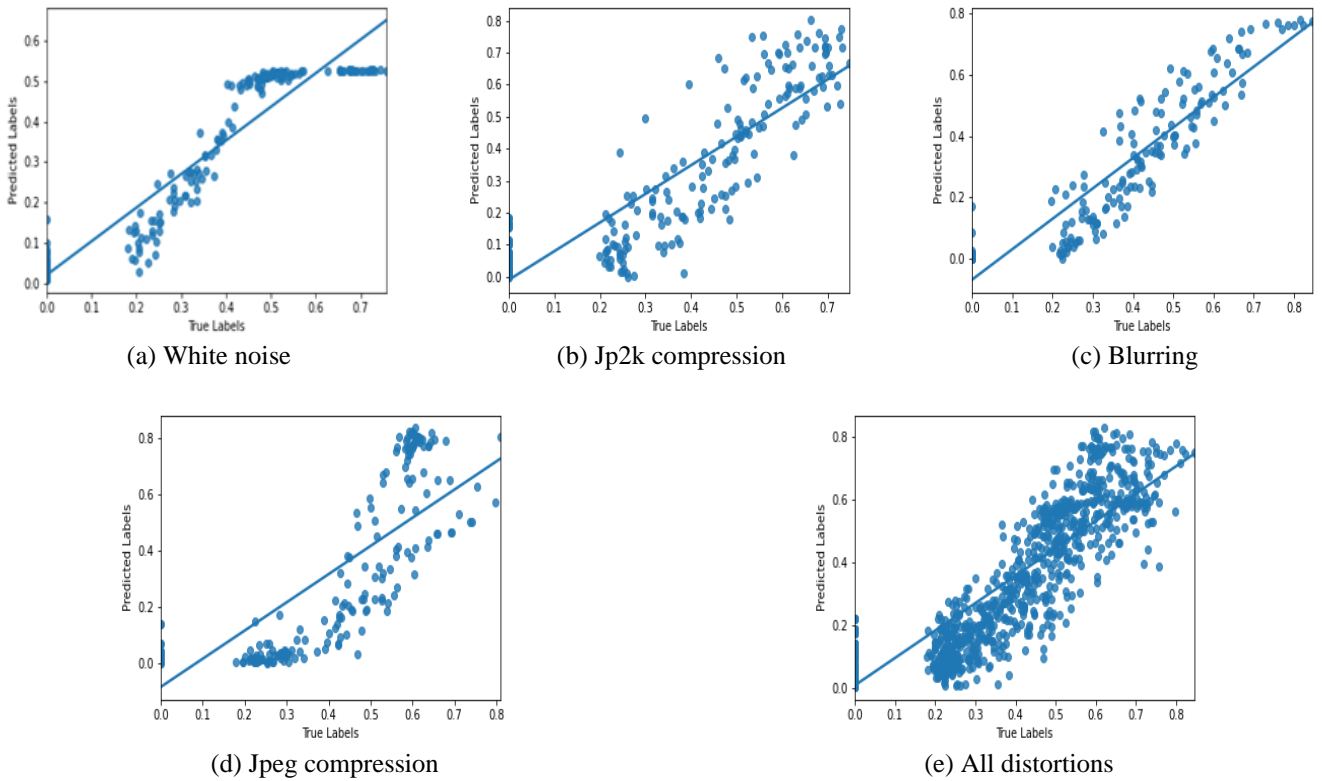 0.6
0.5
0.4
0.3
0.2
0.1
0.0
Predicted Labels
0.0 0.1 0.2 0.3 0.4 0.5 0.6 0.7
True Labels
(a) White noise
0.8
0.7
0.6
0.5
0.4
0.3
0.2
0.1
0.0
Predicted Labels
0.0 0.1 0.2 0.3 0.4 0.5 0.6 0.7
True Labels
(b) Jp2k compression
0.8
0.6
0.4
0.2
0.0
Predicted Labels
0.0 0.1 0.2 0.3 0.4 0.5 0.6 0.7 0.8
True Labels
(c) Blurring
0.8
0.6
0.4
0.2
0.0
Predicted Labels
0.0 0.1 0.2 0.3 0.4 0.5 0.6 0.7 0.8
True Labels
(d) Jpeg compression
0.8
0.6
0.4
0.2
0.0
Predicted Labels
0.0 0.1 0.2 0.3 0.4 0.5 0.6 0.7 0.8
True Labels
(e) All distortions